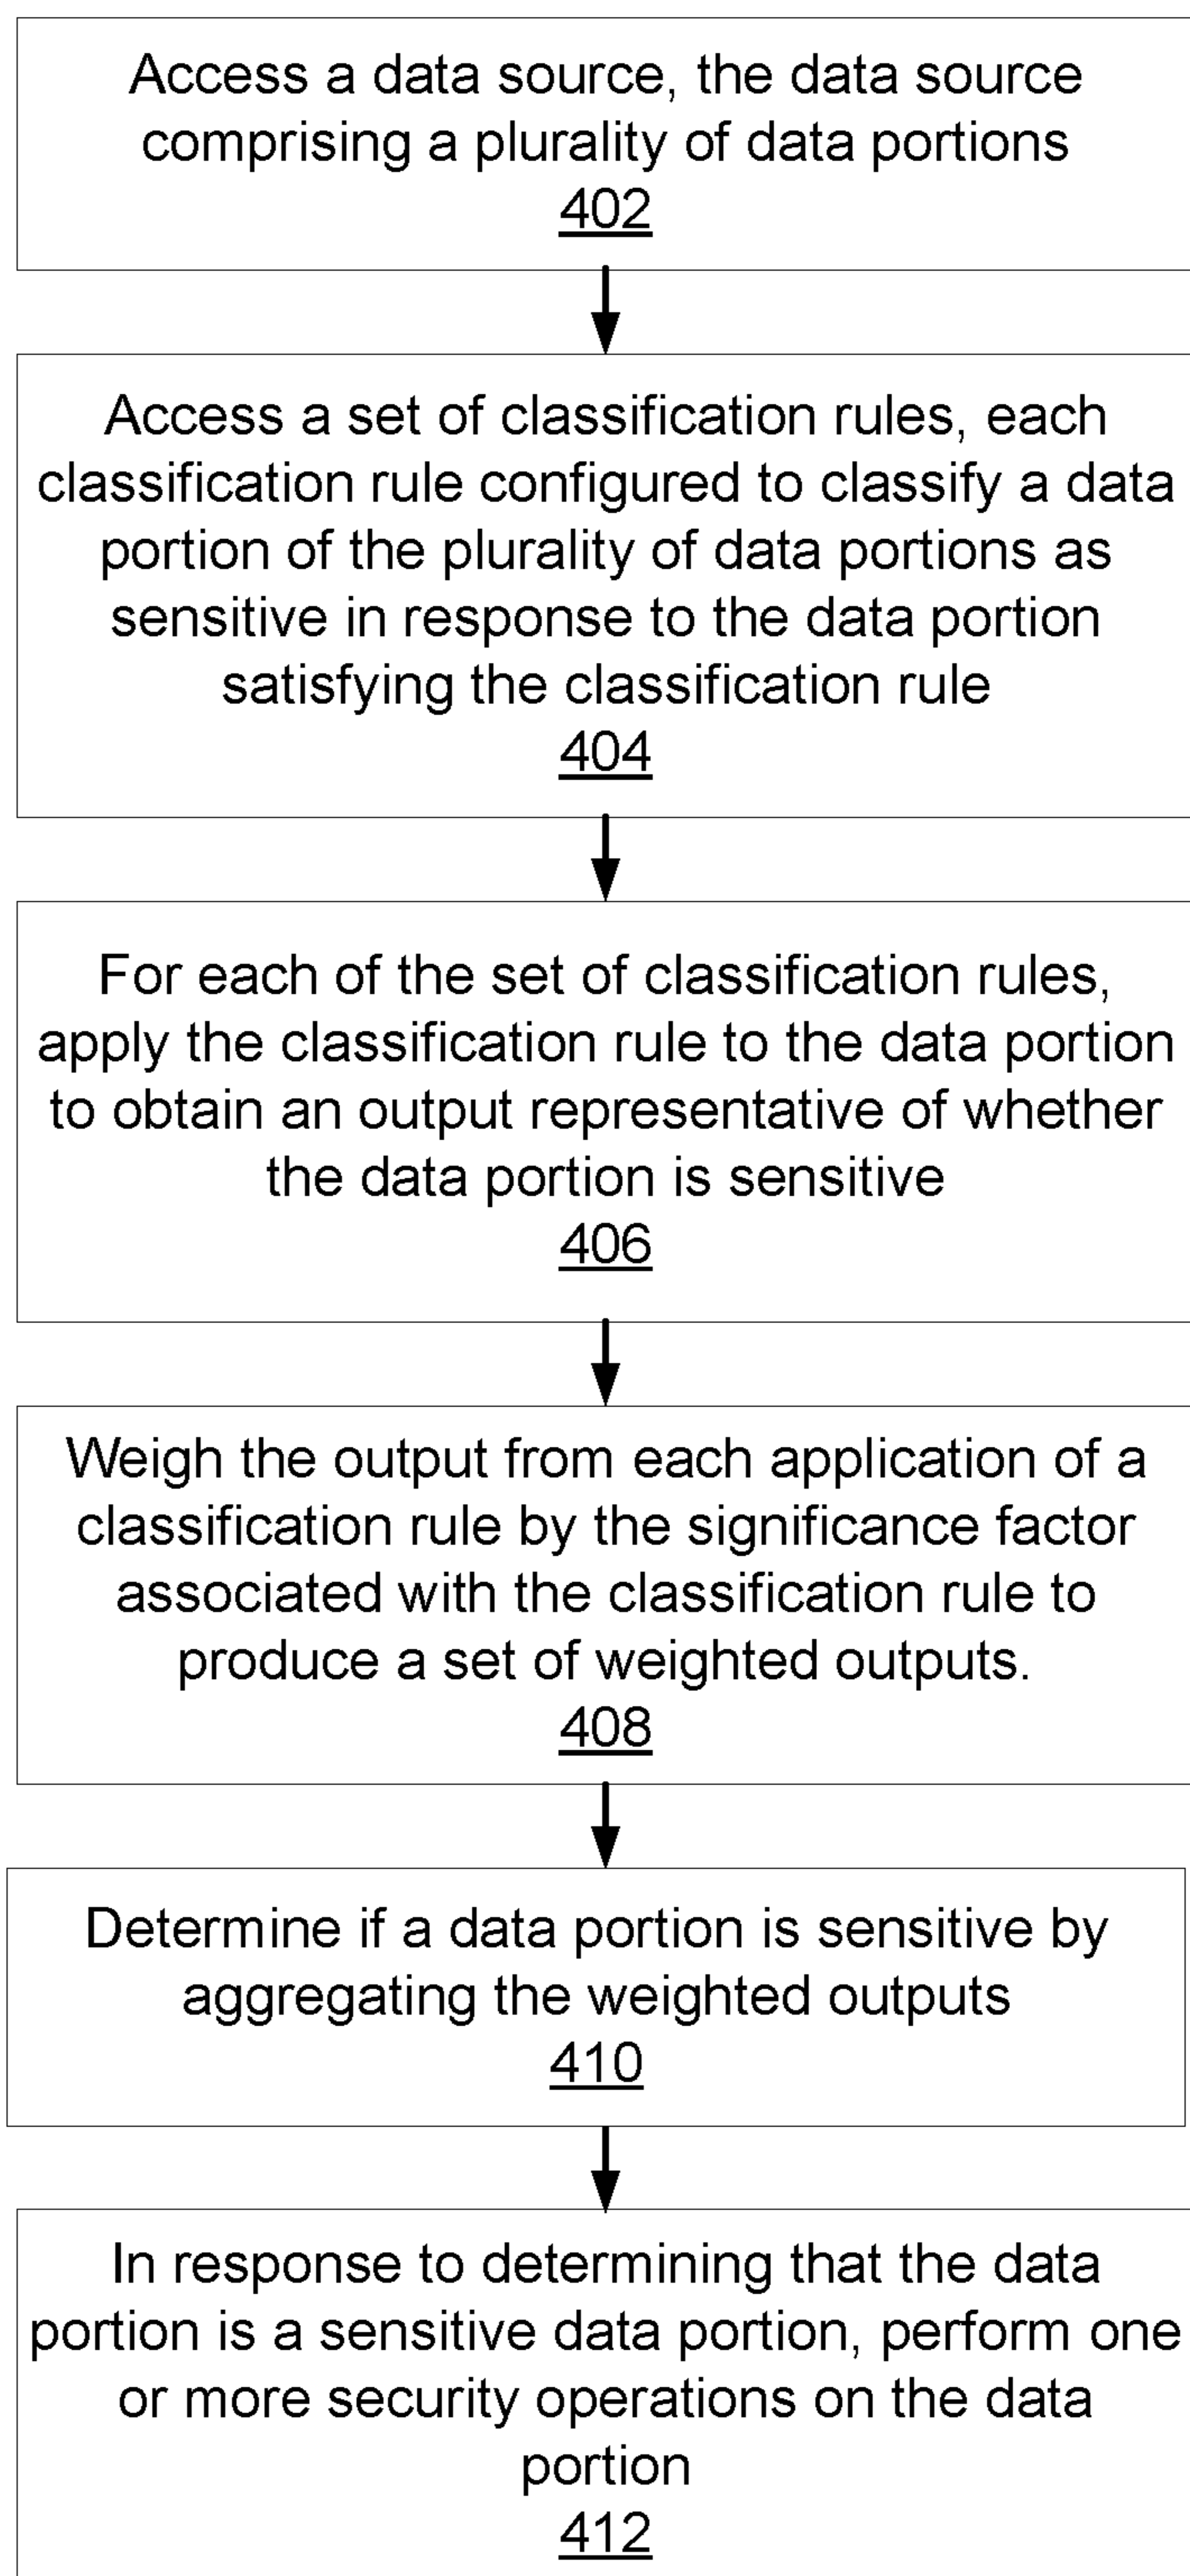 Access a data source, the data source
comprising a plurality of data portions
402
Access a set of classification rules, each
classification rule configured to classify a data
portion of the plurality of data portions as
sensitive in response to the data portion
satisfying the classification rule
404
For each of the set of classification rules,
apply the classification rule to the data portion
to obtain an output representative of whether
the data portion is sensitive
406
Weigh the output from each application of a
classification rule by the significance factor
associated with the classification rule to
produce a set of weighted outputs.
408
Determine if a data portion is sensitive by
aggregating the weighted outputs
410
In response to determining that the data
portion is a sensitive data portion, perform one
or more security operations on the data
portion
412